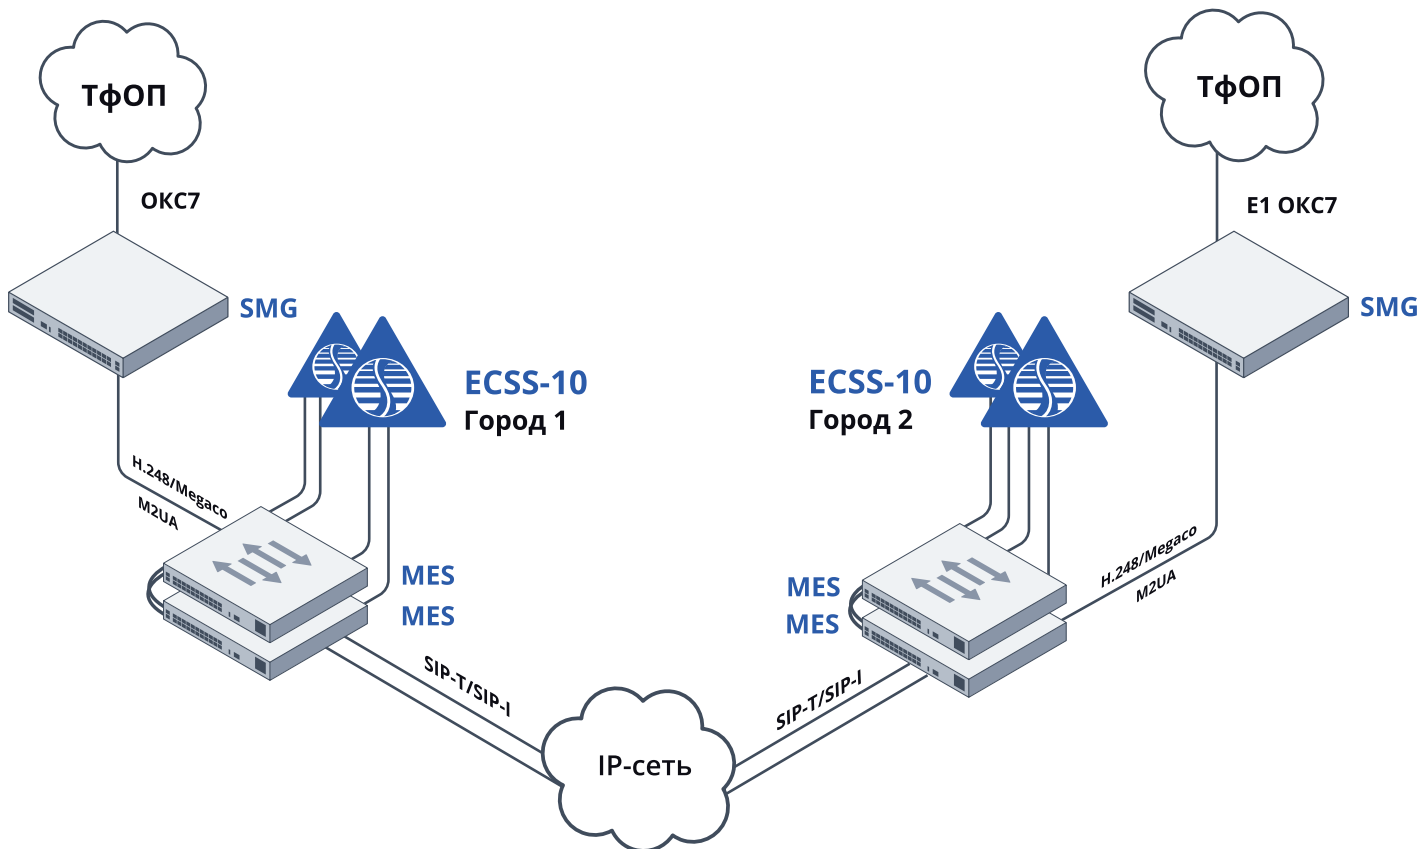 ТфОП
ТфОП
ОКС7
Е1 ОКС7
SMG
SMG
ECSS-10
Город 1
ECSS-10
Город 2
H.248/Megaco
M2UA
H.248/Megaco
M2UA
MES
MES
MES
MES
SIP-T/SIP-I
SIP-T/SIP-I
IP-сеть